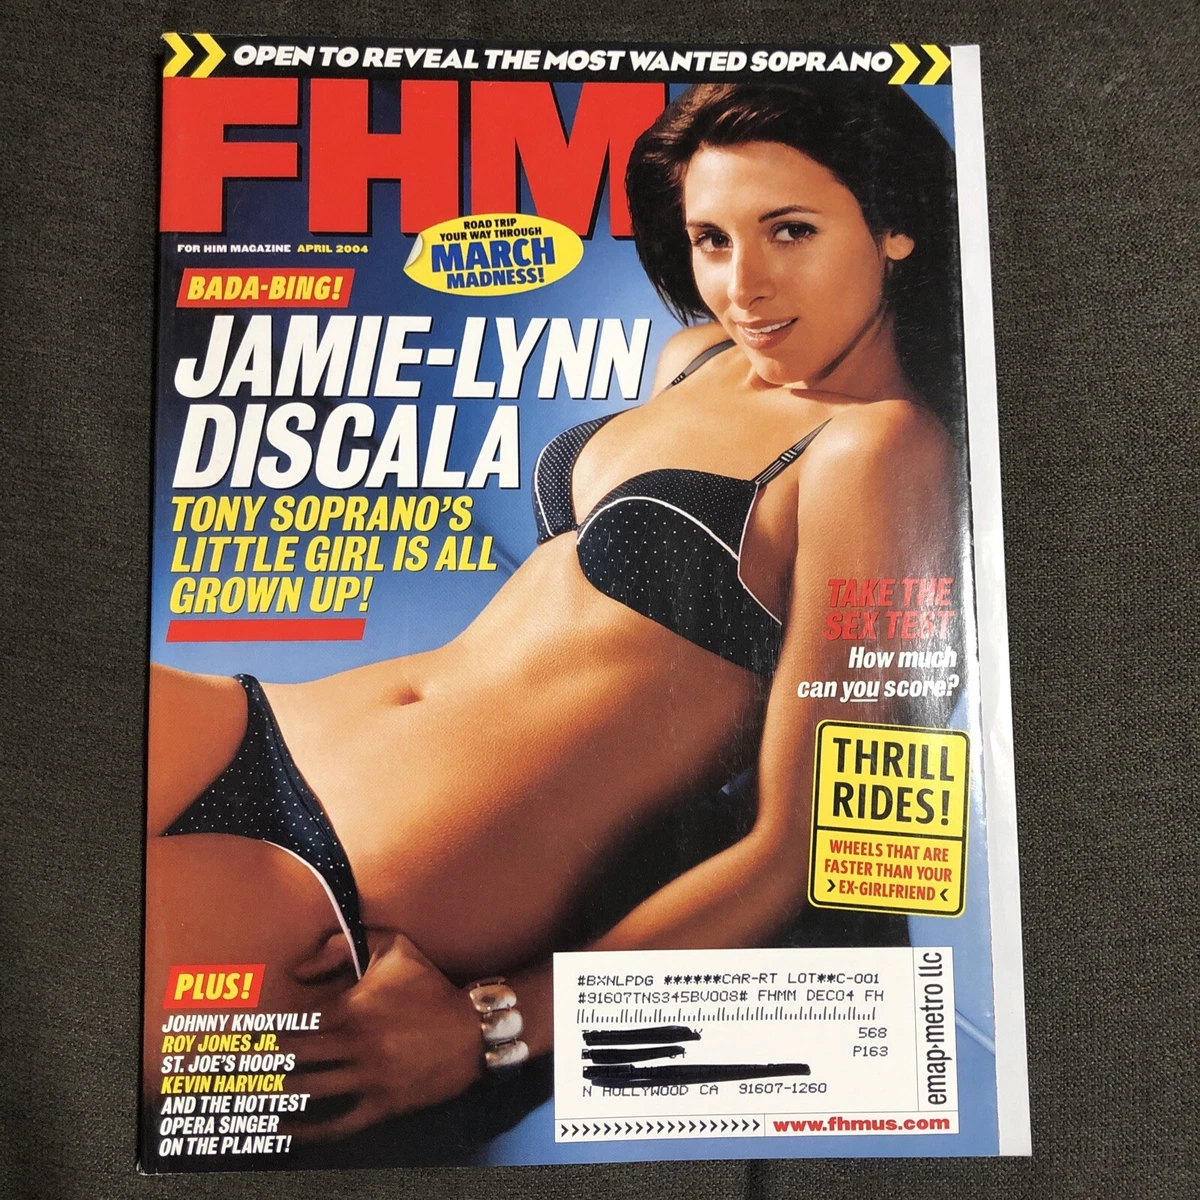 OPEN TO REVEAL THE MOST WANTED SOPRANO
FHM
FOR HIM MAGAZINE APRIL 2004
ROAD TRIP
YOUR WAY THROUGH
MARCH
MADNESS!
BADA-BING!
JAMIE-LYNN
DISCALA
TONY SOPRANO'S
LITTLE GIRL IS ALL
GROWN UP!
TAKE THE
SEX TEST
How much
can you score?
THRILL
RIDES!
WHEELS THAT ARE
FASTER THAN YOUR
›EX-GIRLFRIEND‹
PLUS!
JOHNNY KNOXVILLE
ROY JONES JR.
ST. JOE'S HOOPS
KEVIN HARVICK
AND THE HOTTEST
OPERA SINGER
ON THE PLANET!
#BXNLPDG ******CAR-RT LOT**C-001
#91607TNS345BV008# FHMM DEC04 FH
568
P163
N HOLLYWOOD CA 91607-1260
emap›metro llc
www.fhmus.com